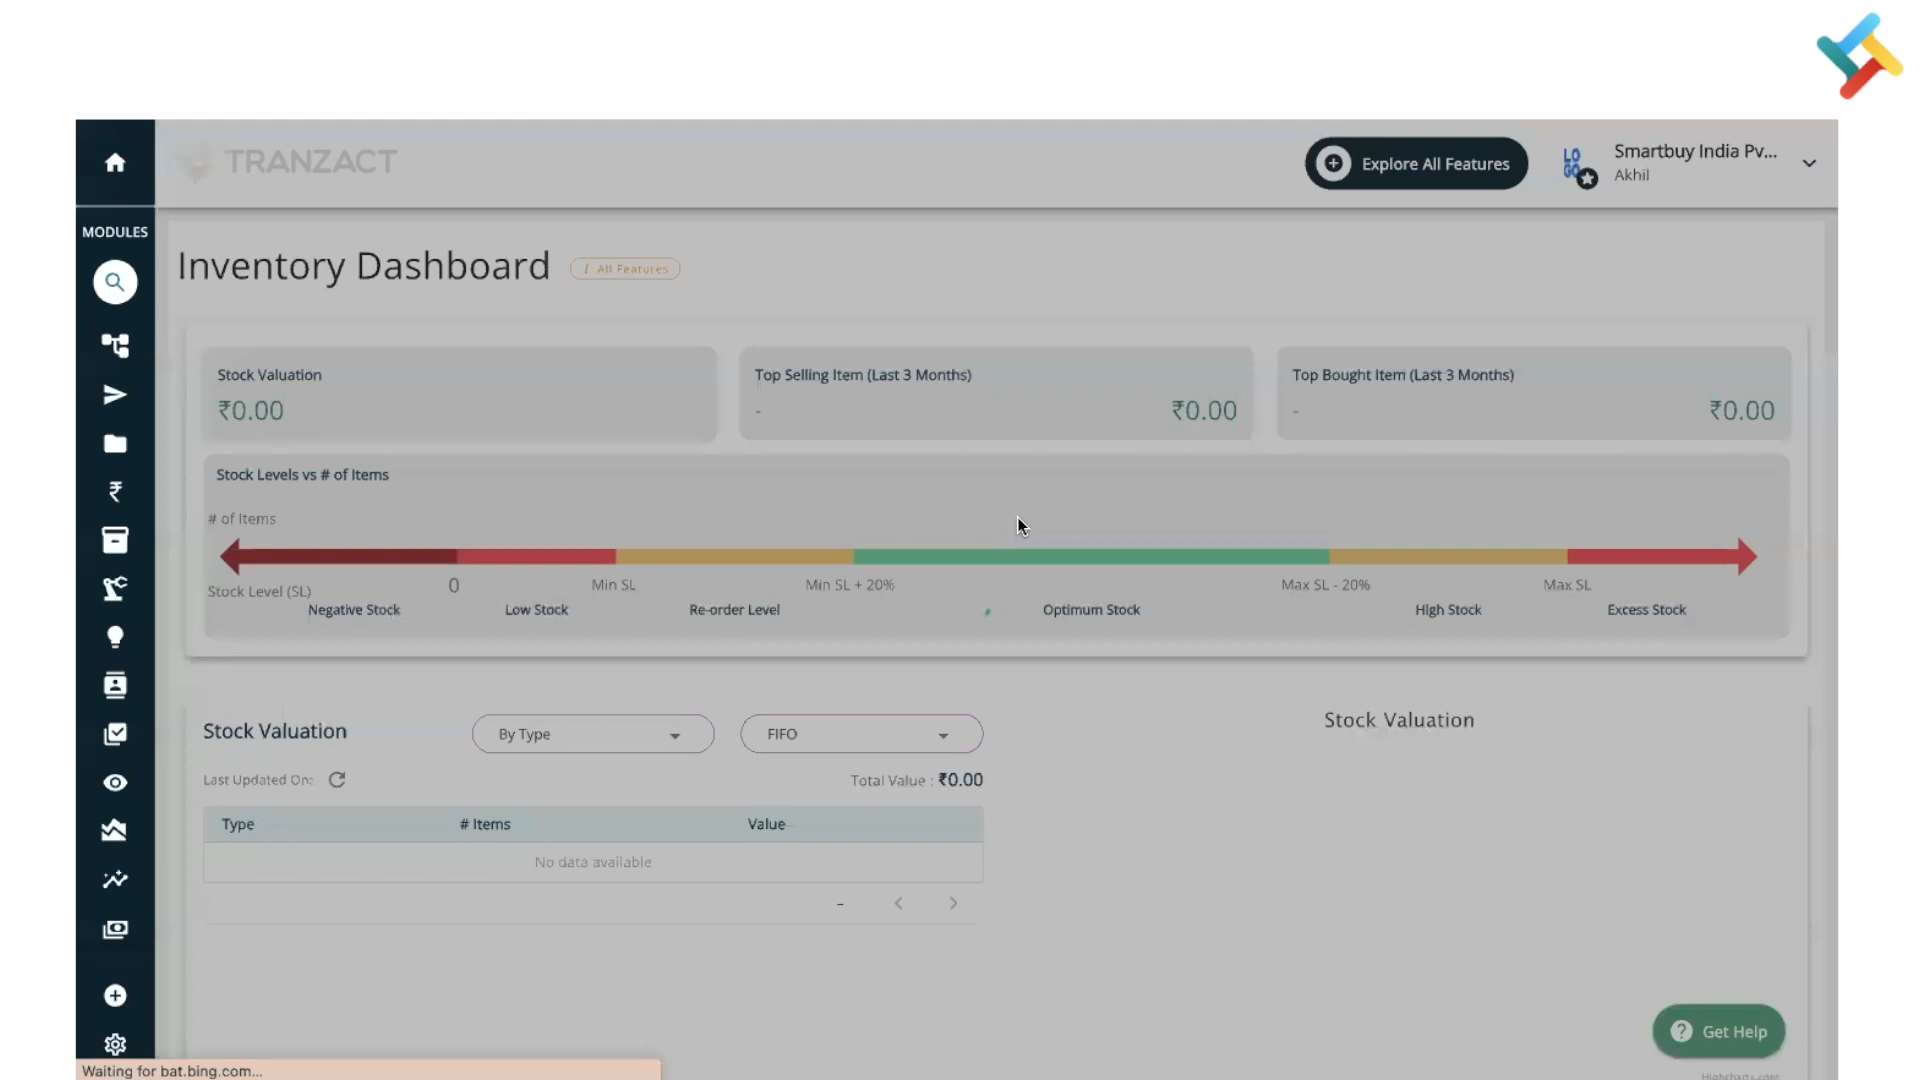 TRANZACT
Explore All Features
LO
GO
Smartbuy India Pv...
Akhil
MODULES
Inventory Dashboard
i All Features
Stock Valuation
₹0.00
Top Selling Item (Last 3 Months)
- ₹0.00
Top Bought Item (Last 3 Months)
- ₹0.00
Stock Levels vs # of Items
# of Items
Stock Level (SL)
0 Min SL Min SL + 20% Max SL - 20% Max SL
Negative Stock Low Stock Re-order Level Optimum Stock High Stock Excess Stock
Stock Valuation
By Type
FIFO
Last Updated On:
Total Value : ₹0.00
Type # Items Value
No data available
–
Stock Valuation
Get Help
Highcharts.com
Waiting for bat.bing.com...